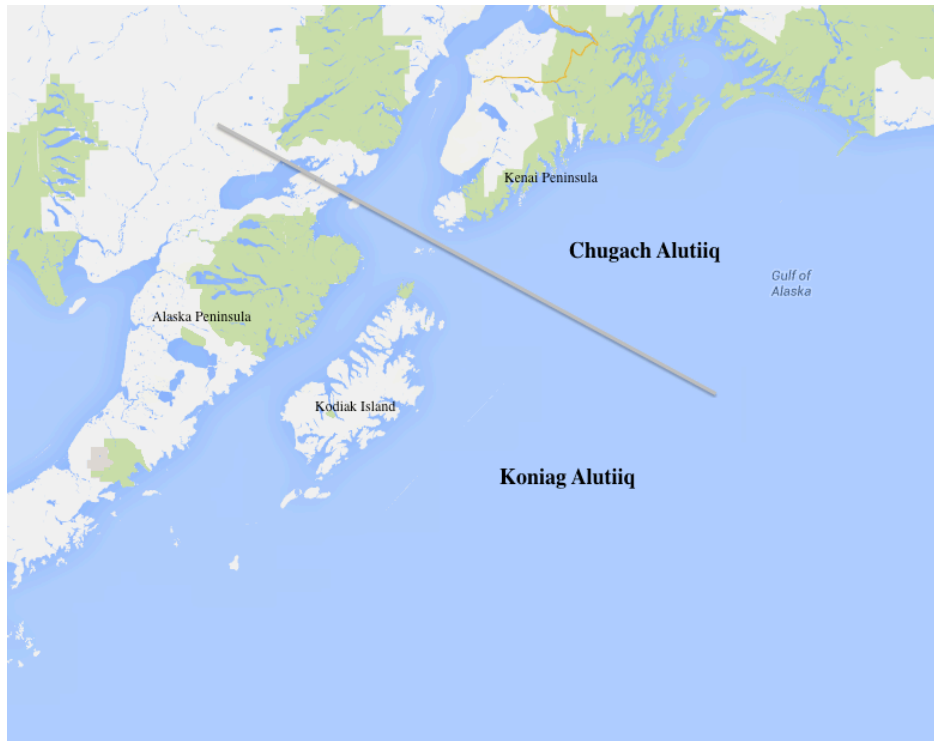 Kenai Peninsula
Chugach Alutiiq
Gulf of
Alaska
Alaska Peninsula
Kodiak Island
Koniag Alutiiq